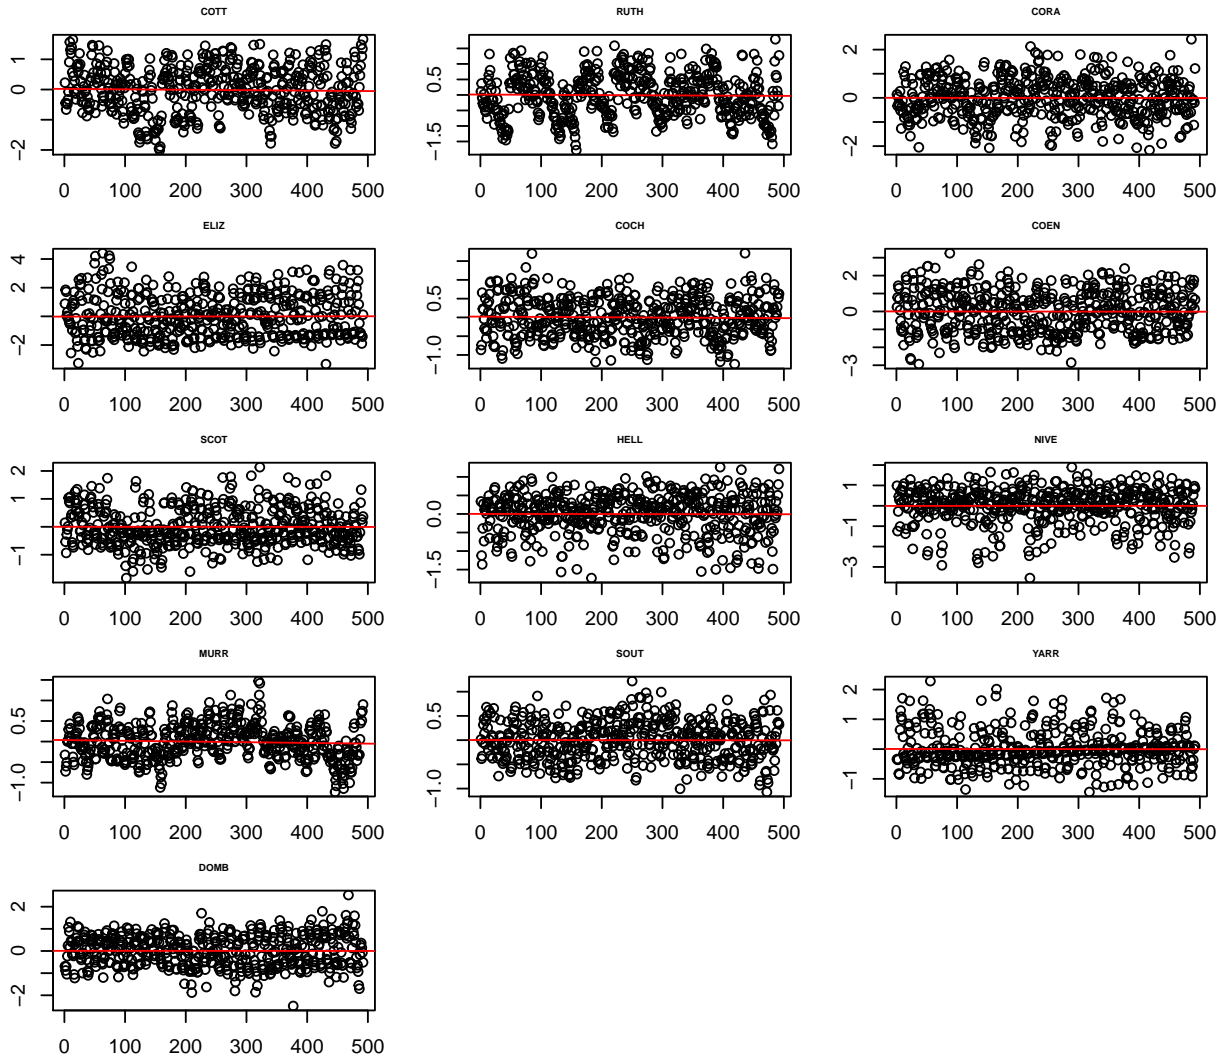 COTT RUTH CORA
1 0 −2
0.5 −1.5
2 0 −2
0 100 200 300 400 500 0 100 200 300 400 500 0 100 200 300 400 500
ELIZ COCH COEN
4 2 −2
0.5 −1.0
2 0 −3
0 100 200 300 400 500 0 100 200 300 400 500 0 100 200 300 400 500
SCOT HELL NIVE
2 1 −1
0.0 −1.5
1 −1 −3
0 100 200 300 400 500 0 100 200 300 400 500 0 100 200 300 400 500
MURR SOUT YARR
0.5 −1.0
0.5 −1.0
2 1 −1
0 100 200 300 400 500 0 100 200 300 400 500 0 100 200 300 400 500
DOMB
2 0 −2
0 100 200 300 400 500